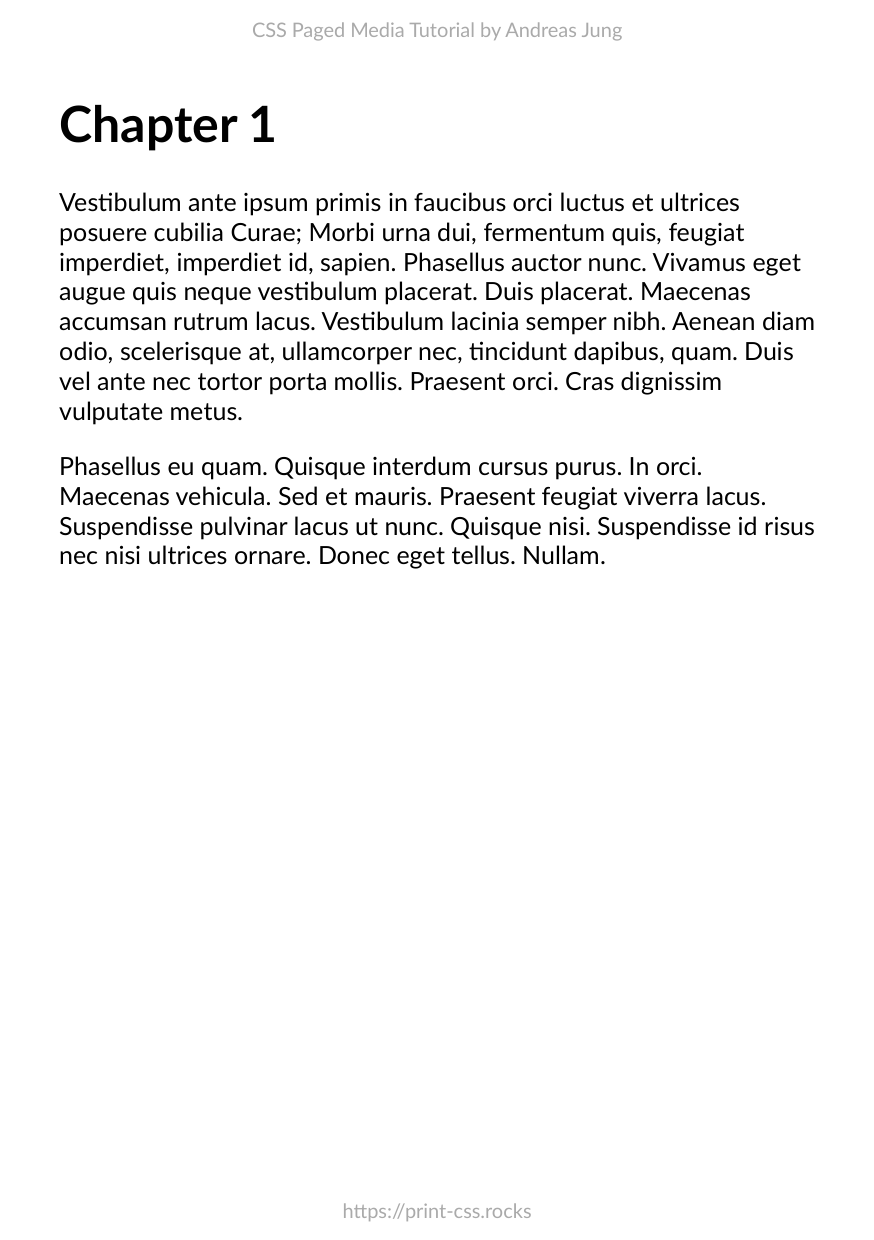 CSS Paged Media Tutorial by Andreas Jung
Chapter 1
Vestibulum ante ipsum primis in faucibus orci luctus et ultrices
posuere cubilia Curae; Morbi urna dui, fermentum quis, feugiat
imperdiet, imperdiet id, sapien. Phasellus auctor nunc. Vivamus eget
augue quis neque vestibulum placerat. Duis placerat. Maecenas
accumsan rutrum lacus. Vestibulum lacinia semper nibh. Aenean diam
odio, scelerisque at, ullamcorper nec, tincidunt dapibus, quam. Duis
vel ante nec tortor porta mollis. Praesent orci. Cras dignissim
vulputate metus.
Phasellus eu quam. Quisque interdum cursus purus. In orci.
Maecenas vehicula. Sed et mauris. Praesent feugiat viverra lacus.
Suspendisse pulvinar lacus ut nunc. Quisque nisi. Suspendisse id risus
nec nisi ultrices ornare. Donec eget tellus. Nullam.
https://print-css.rocks